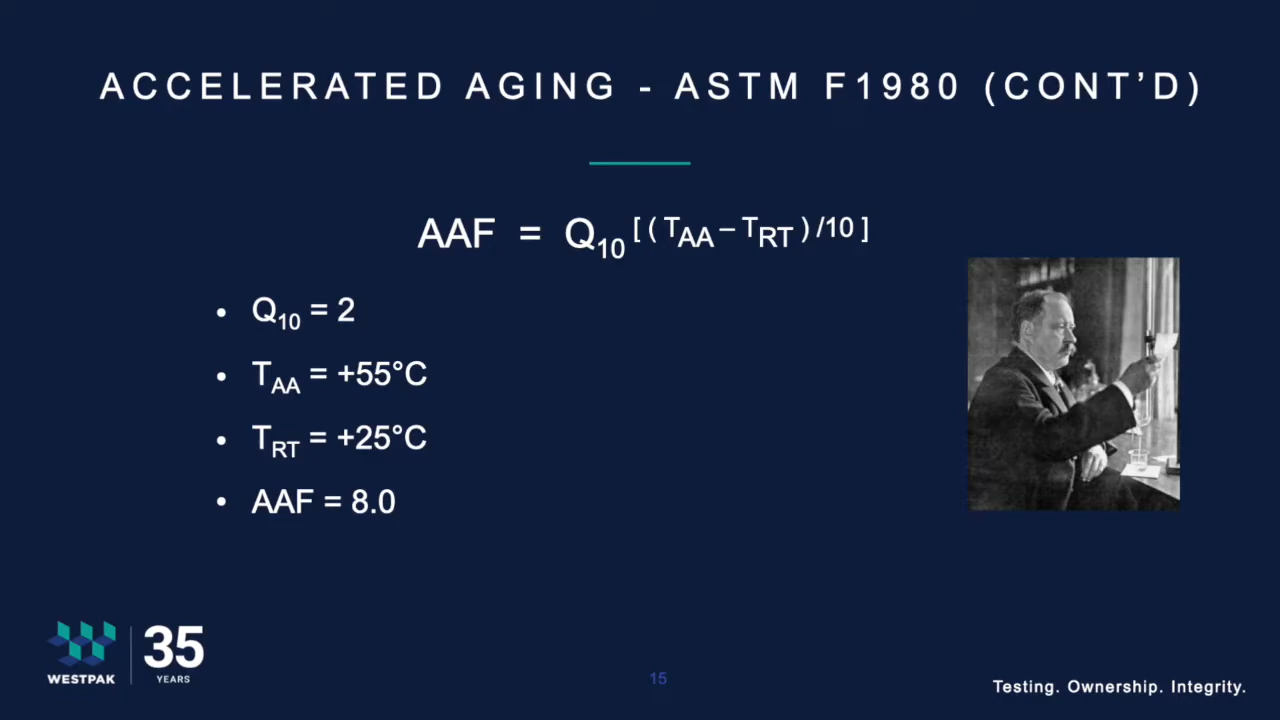 ACCELERATED AGING - ASTM F1980 (CONT’D)
AAF = Q10 [ ( TAA – TRT ) /10 ]
• Q10 = 2
• TAA = +55°C
• TRT = +25°C
• AAF = 8.0
WESTPAK
35
YEARS
15
Testing. Ownership. Integrity.